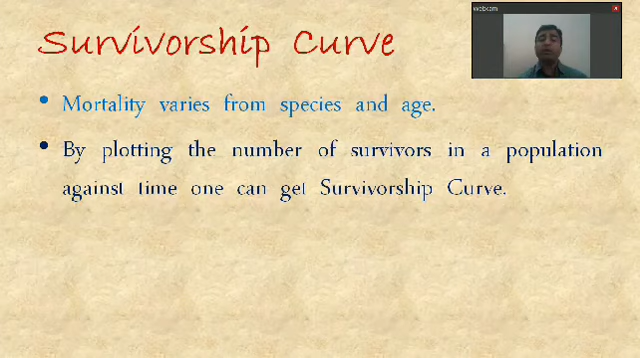 Survivorship Curve
webcam
• Mortality varies from species and age.
• By plotting the number of survivors in a population
against time one can get Survivorship Curve.